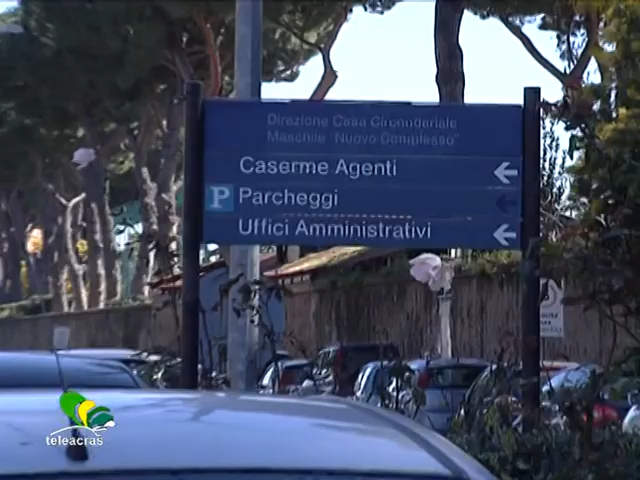 Direzione Casa Circondariale
Maschile "Nuovo Complesso"
Caserme Agenti
P Parcheggi
Uffici Amministrativi
teleacras